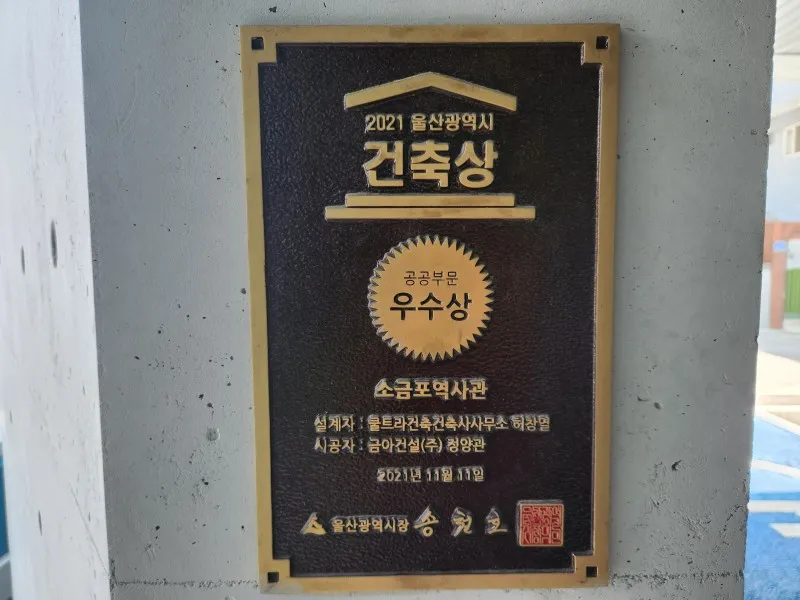 2021 울산광역시
건축상
공공부문
우수상
소금포역사관
설계자 : 울트라건축건축사사무소 허창열
시공자 : 금아건설(주) 정양관
2021년 11월 11일
울산광역시장 송철호